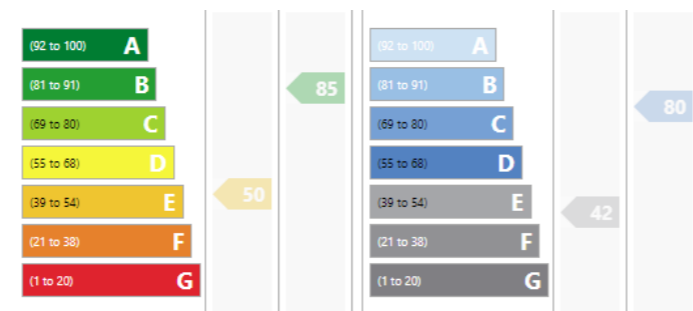 (92 to 100) A
(81 to 91) B
(69 to 80) C
(55 to 68) D
(39 to 54) E
(21 to 38) F
(1 to 20) G
50
85
(92 to 100) A
(81 to 91) B
(69 to 80) C
(55 to 68) D
(39 to 54) E
(21 to 38) F
(1 to 20) G
42
80